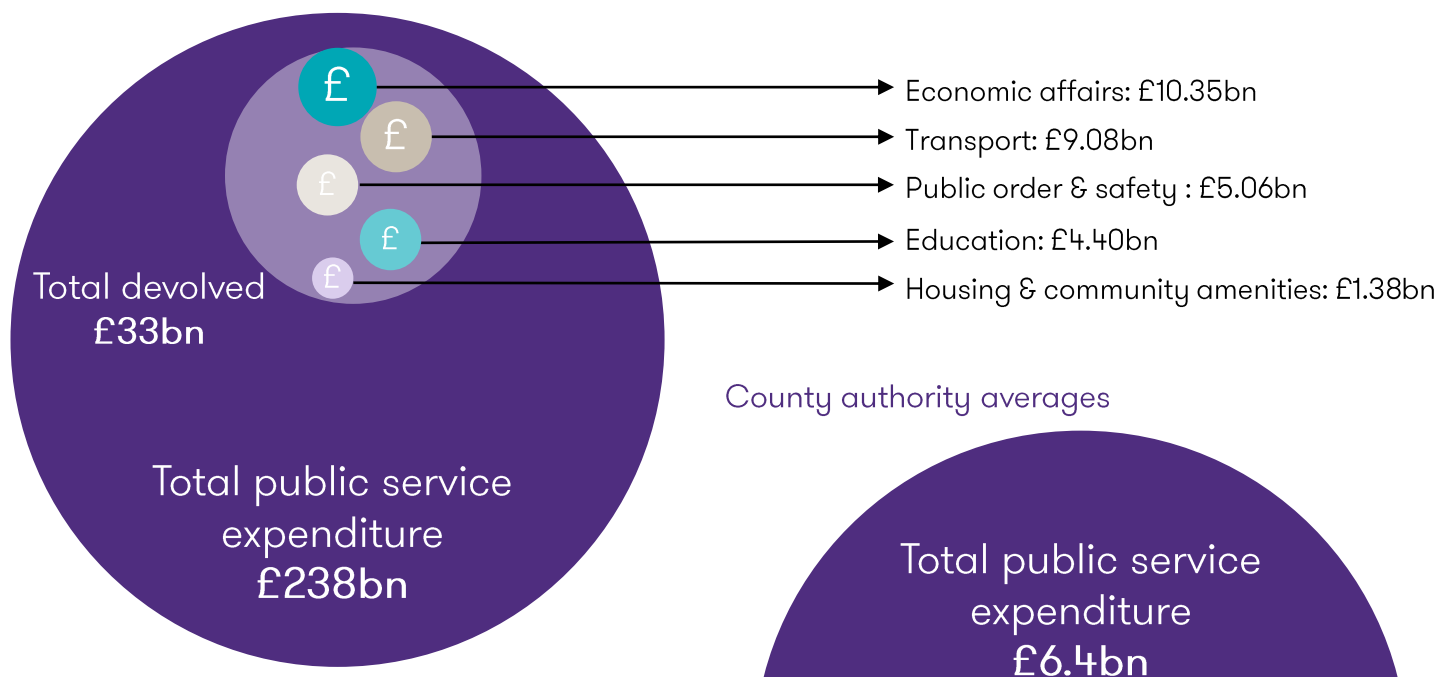 £
£
£
£
£
Economic affairs: £10.35bn
Transport: £9.08bn
Public order & safety : £5.06bn
Education: £4.40bn
Housing & community amenities: £1.38bn
Total devolved
£33bn
Total public service
expenditure
£238bn
County authority averages
Total public service
expenditure
£6.4bn